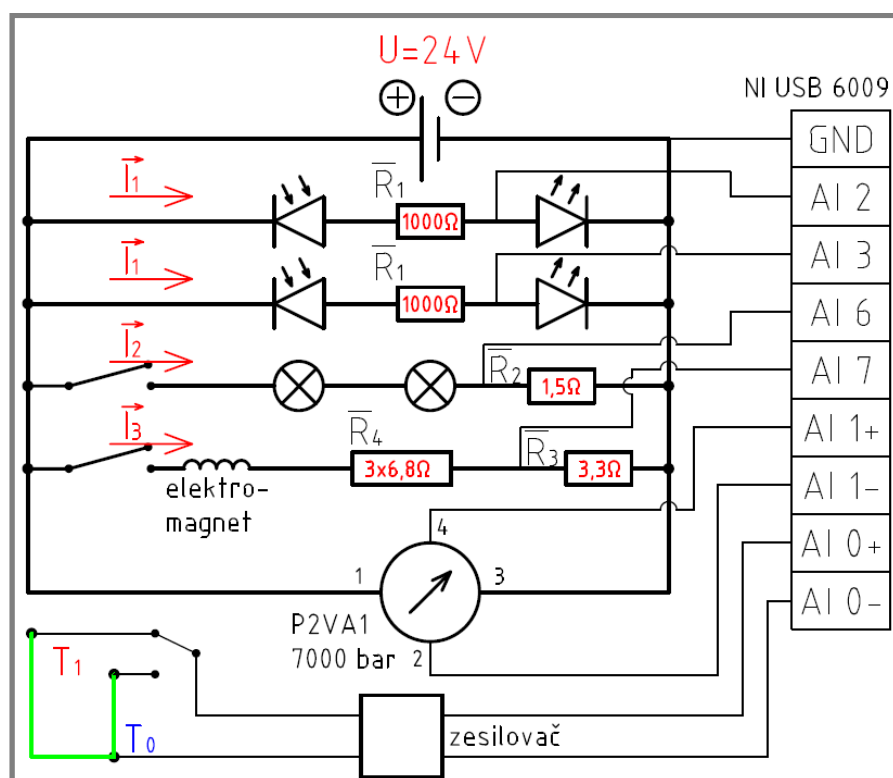 U=24V
+ −
NI USB 6009
GND
I₁ R₁ 1000Ω
AI 2
I₁ R₁ 1000Ω
AI 3
I₂ R₂ 1,5Ω
AI 6
AI 7
I₃ R₄ 3x6,8Ω R₃ 3,3Ω
elektro-
magnet
AI 1+
AI 1−
4
1 3
AI 0+
P2VA1
7000 bar 2
AI 0−
T₁
T₀
zesilovač